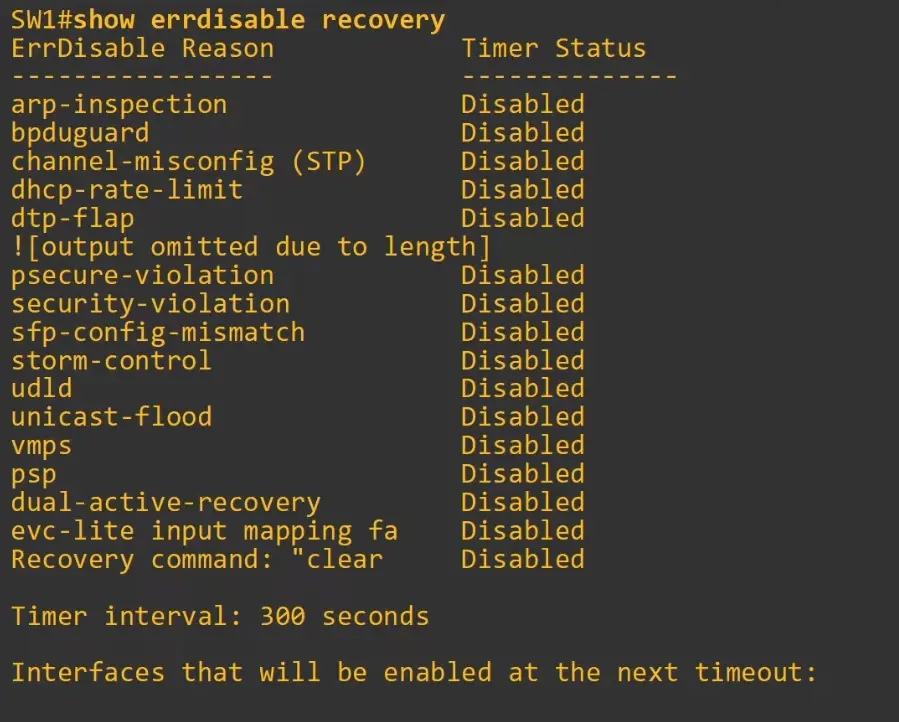 SW1#show errdisable recovery
ErrDisable Reason Timer Status
----------------- --------------
arp-inspection Disabled
bpduguard Disabled
channel-misconfig (STP) Disabled
dhcp-rate-limit Disabled
dtp-flap Disabled
![output omitted due to length]
psecure-violation Disabled
security-violation Disabled
sfp-config-mismatch Disabled
storm-control Disabled
udld Disabled
unicast-flood Disabled
vmps Disabled
psp Disabled
dual-active-recovery Disabled
evc-lite input mapping fa Disabled
Recovery command: "clear Disabled
Timer interval: 300 seconds
Interfaces that will be enabled at the next timeout: